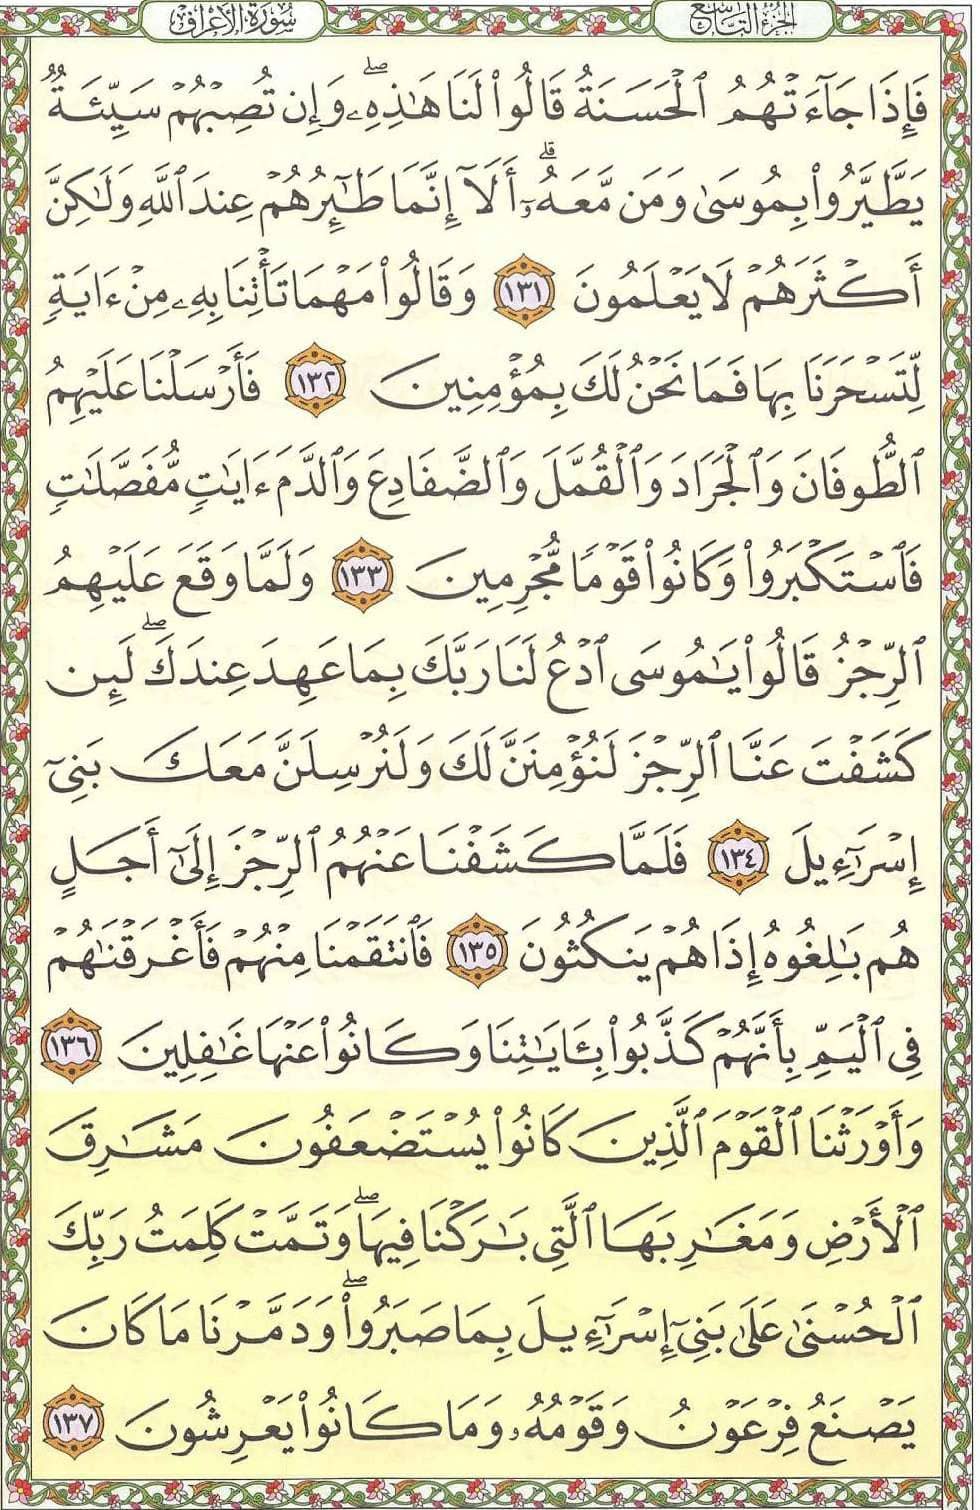 الجزء التاسع
سورة الأعراف
فَإِذَا جَآءَتْهُمُ ٱلْحَسَنَةُ قَالُوا۟ لَنَا هَٰذِهِۦ ۖ وَإِن تُصِبْهُمْ سَيِّئَةٌ
يَطَّيَّرُوا۟ بِمُوسَىٰ وَمَن مَّعَهُۥٓ ۗ أَلَآ إِنَّمَا طَٰٓئِرُهُمْ عِندَ ٱللَّهِ وَلَٰكِنَّ
أَكْثَرَهُمْ لَا يَعْلَمُونَ ١٣١ وَقَالُوا۟ مَهْمَا تَأْتِنَا بِهِۦ مِنْ ءَايَةٍ
لِّتَسْحَرَنَا بِهَا فَمَا نَحْنُ لَكَ بِمُؤْمِنِينَ ١٣٢ فَأَرْسَلْنَا عَلَيْهِمُ
ٱلطُّوفَانَ وَٱلْجَرَادَ وَٱلْقُمَّلَ وَٱلضَّفَادِعَ وَٱلدَّمَ ءَايَٰتٍ مُّفَصَّلَٰتٍ
فَٱسْتَكْبَرُوا۟ وَكَانُوا۟ قَوْمًا مُّجْرِمِينَ ١٣٣ وَلَمَّا وَقَعَ عَلَيْهِمُ
ٱلرِّجْزُ قَالُوا۟ يَٰمُوسَى ٱدْعُ لَنَا رَبَّكَ بِمَا عَهِدَ عِندَكَ ۖ لَئِن
كَشَفْتَ عَنَّا ٱلرِّجْزَ لَنُؤْمِنَنَّ لَكَ وَلَنُرْسِلَنَّ مَعَكَ بَنِىٓ
إِسْرَٰٓءِيلَ ١٣٤ فَلَمَّا كَشَفْنَا عَنْهُمُ ٱلرِّجْزَ إِلَىٰٓ أَجَلٍ
هُم بَٰلِغُوهُ إِذَا هُمْ يَنكُثُونَ ١٣٥ فَٱنتَقَمْنَا مِنْهُمْ فَأَغْرَقْنَٰهُمْ
فِى ٱلْيَمِّ بِأَنَّهُمْ كَذَّبُوا۟ بِـَٔايَٰتِنَا وَكَانُوا۟ عَنْهَا غَٰفِلِينَ ١٣٦
وَأَوْرَثْنَا ٱلْقَوْمَ ٱلَّذِينَ كَانُوا۟ يُسْتَضْعَفُونَ مَشَٰرِقَ
ٱلْأَرْضِ وَمَغَٰرِبَهَا ٱلَّتِى بَٰرَكْنَا فِيهَا ۖ وَتَمَّتْ كَلِمَتُ رَبِّكَ
ٱلْحُسْنَىٰ عَلَىٰ بَنِىٓ إِسْرَٰٓءِيلَ بِمَا صَبَرُوا۟ ۖ وَدَمَّرْنَا مَا كَانَ
يَصْنَعُ فِرْعَوْنُ وَقَوْمُهُۥ وَمَا كَانُوا۟ يَعْرِشُونَ ١٣٧